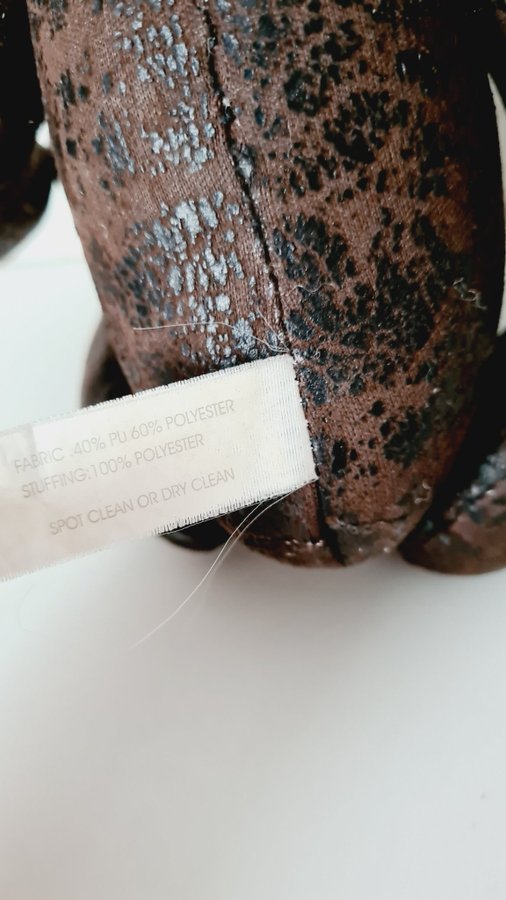 FABRIC :40% PU 60% POLYESTER
STUFFING:100% POLYESTER
SPOT CLEAN OR DRY CLEAN